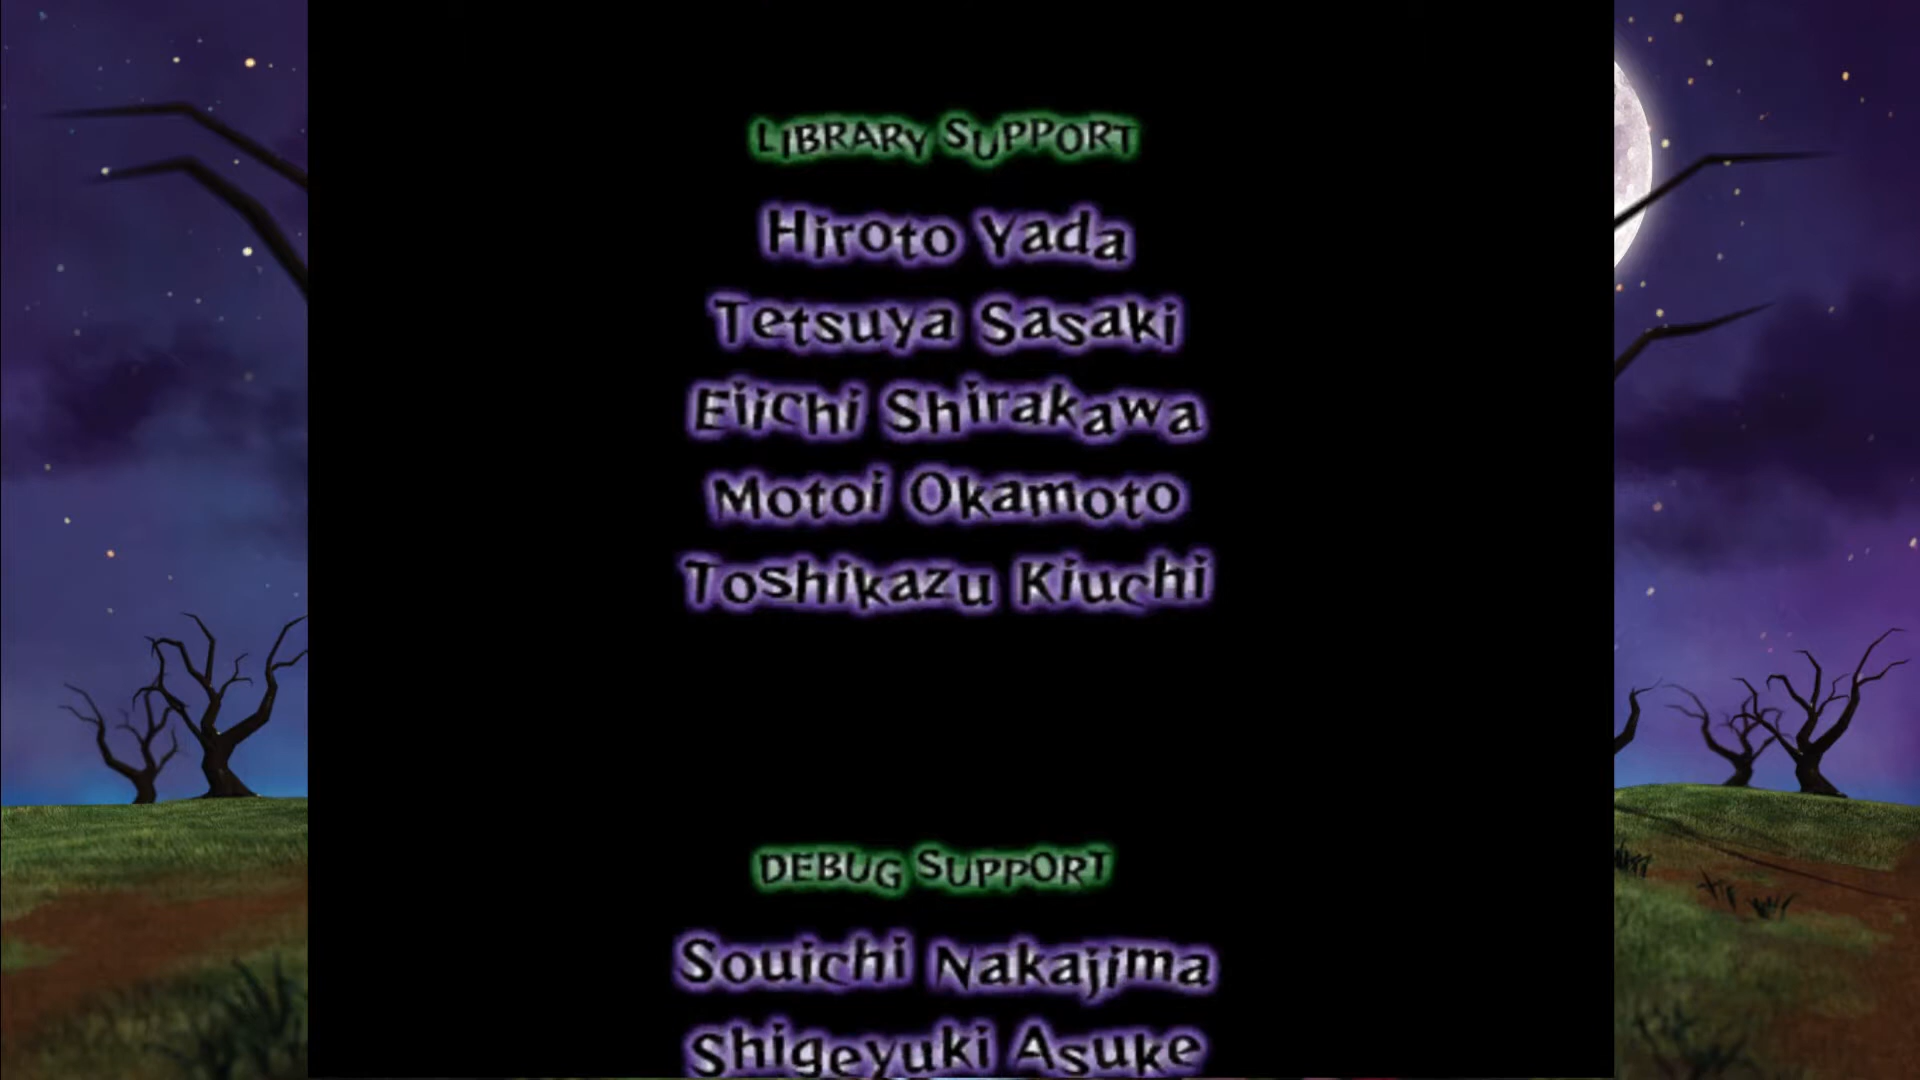 LIBRARY SUPPORT
Hiroto Yada
Tetsuya Sasaki
Eiichi Shirakawa
Motoi Okamoto
Toshikazu Kiuchi
DEBUG SUPPORT
Souichi Nakajima
Shigeyuki Asuke